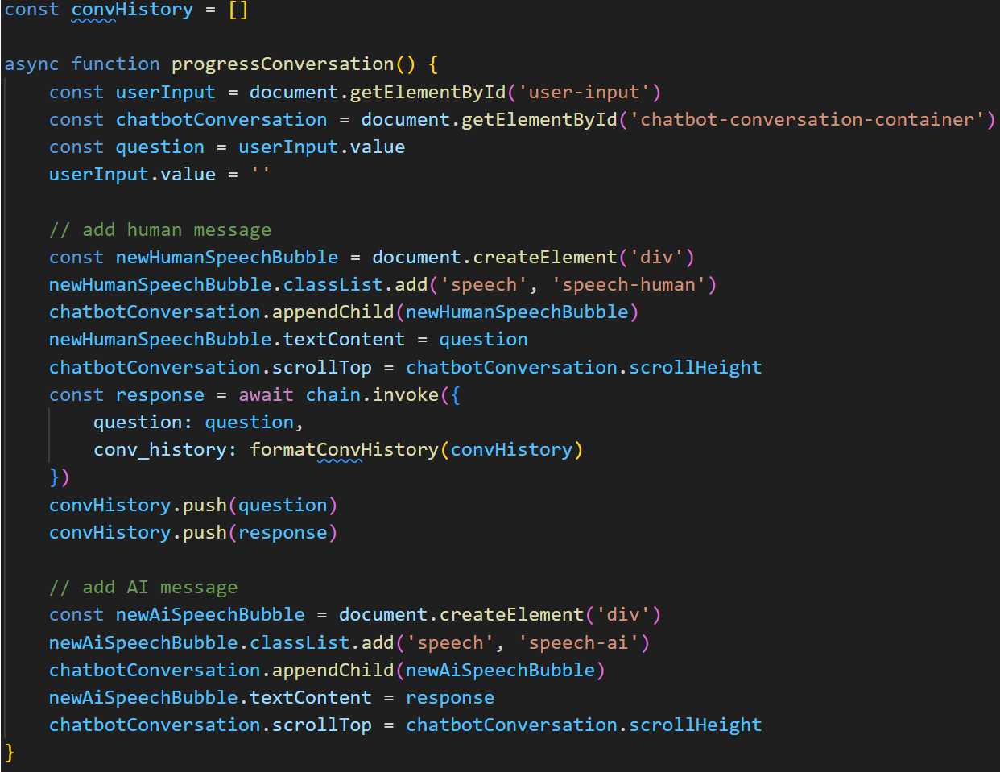 const convHistory = []

async function progressConversation() {
    const userInput = document.getElementById('user-input')
    const chatbotConversation = document.getElementById('chatbot-conversation-container')
    const question = userInput.value
    userInput.value = ''

    // add human message
    const newHumanSpeechBubble = document.createElement('div')
    newHumanSpeechBubble.classList.add('speech', 'speech-human')
    chatbotConversation.appendChild(newHumanSpeechBubble)
    newHumanSpeechBubble.textContent = question
    chatbotConversation.scrollTop = chatbotConversation.scrollHeight
    const response = await chain.invoke({
        question: question,
        conv_history: formatConvHistory(convHistory)
    })
    convHistory.push(question)
    convHistory.push(response)

    // add AI message
    const newAiSpeechBubble = document.createElement('div')
    newAiSpeechBubble.classList.add('speech', 'speech-ai')
    chatbotConversation.appendChild(newAiSpeechBubble)
    newAiSpeechBubble.textContent = response
    chatbotConversation.scrollTop = chatbotConversation.scrollHeight
}